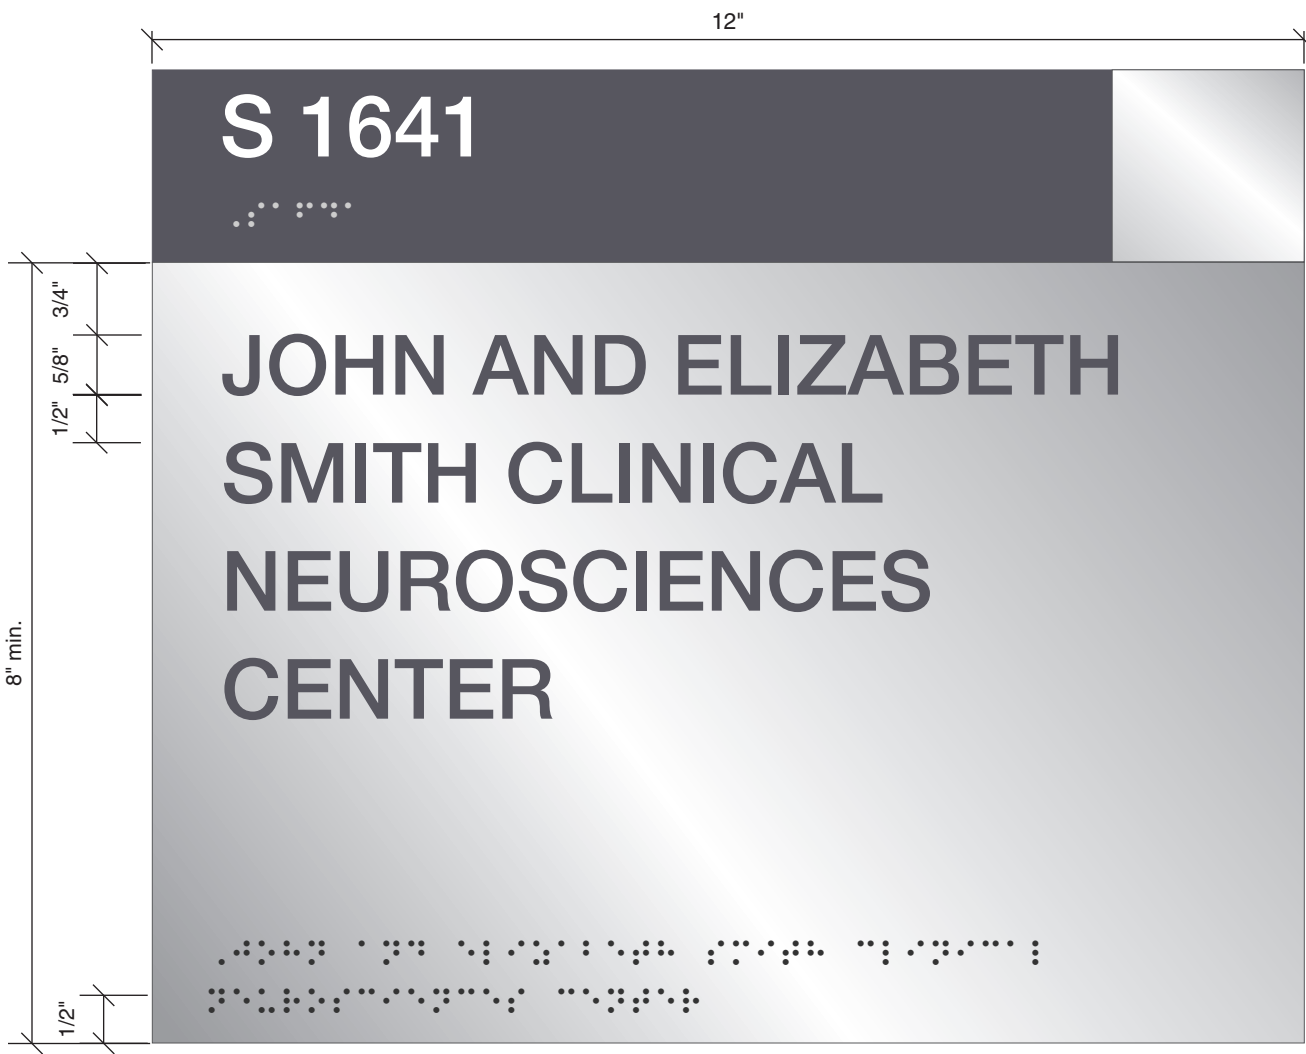 12"
S 1641
3/4"
5/8"
1/2"
8" min.
JOHN AND ELIZABETH
SMITH CLINICAL
NEUROSCIENCES
CENTER
1/2"